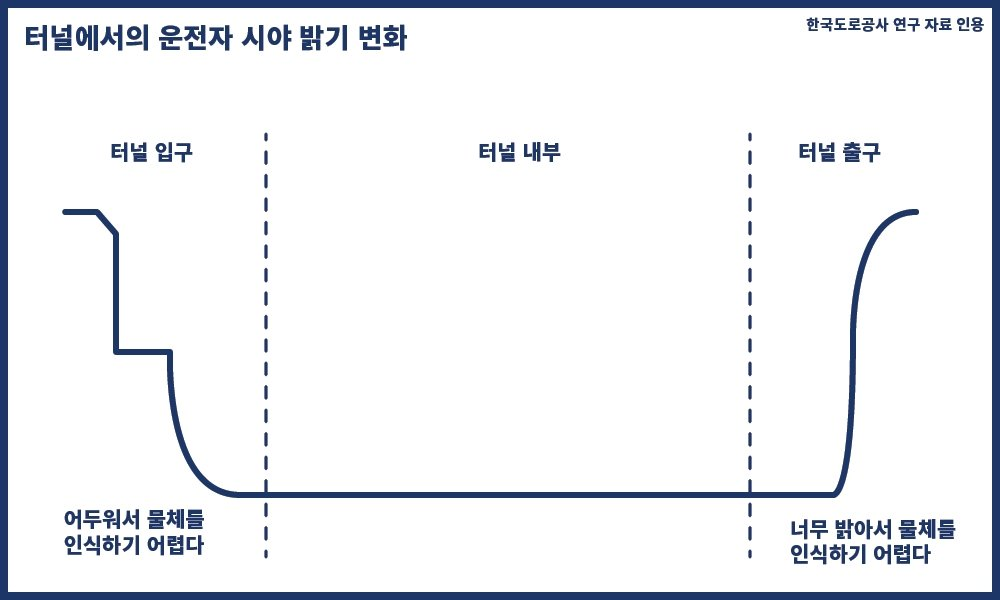 터널에서의 운전자 시야 밝기 변화
한국도로공사 연구 자료 인용
터널 입구
터널 내부
터널 출구
어두워서 물체를
인식하기 어렵다
너무 밝아서 물체를
인식하기 어렵다